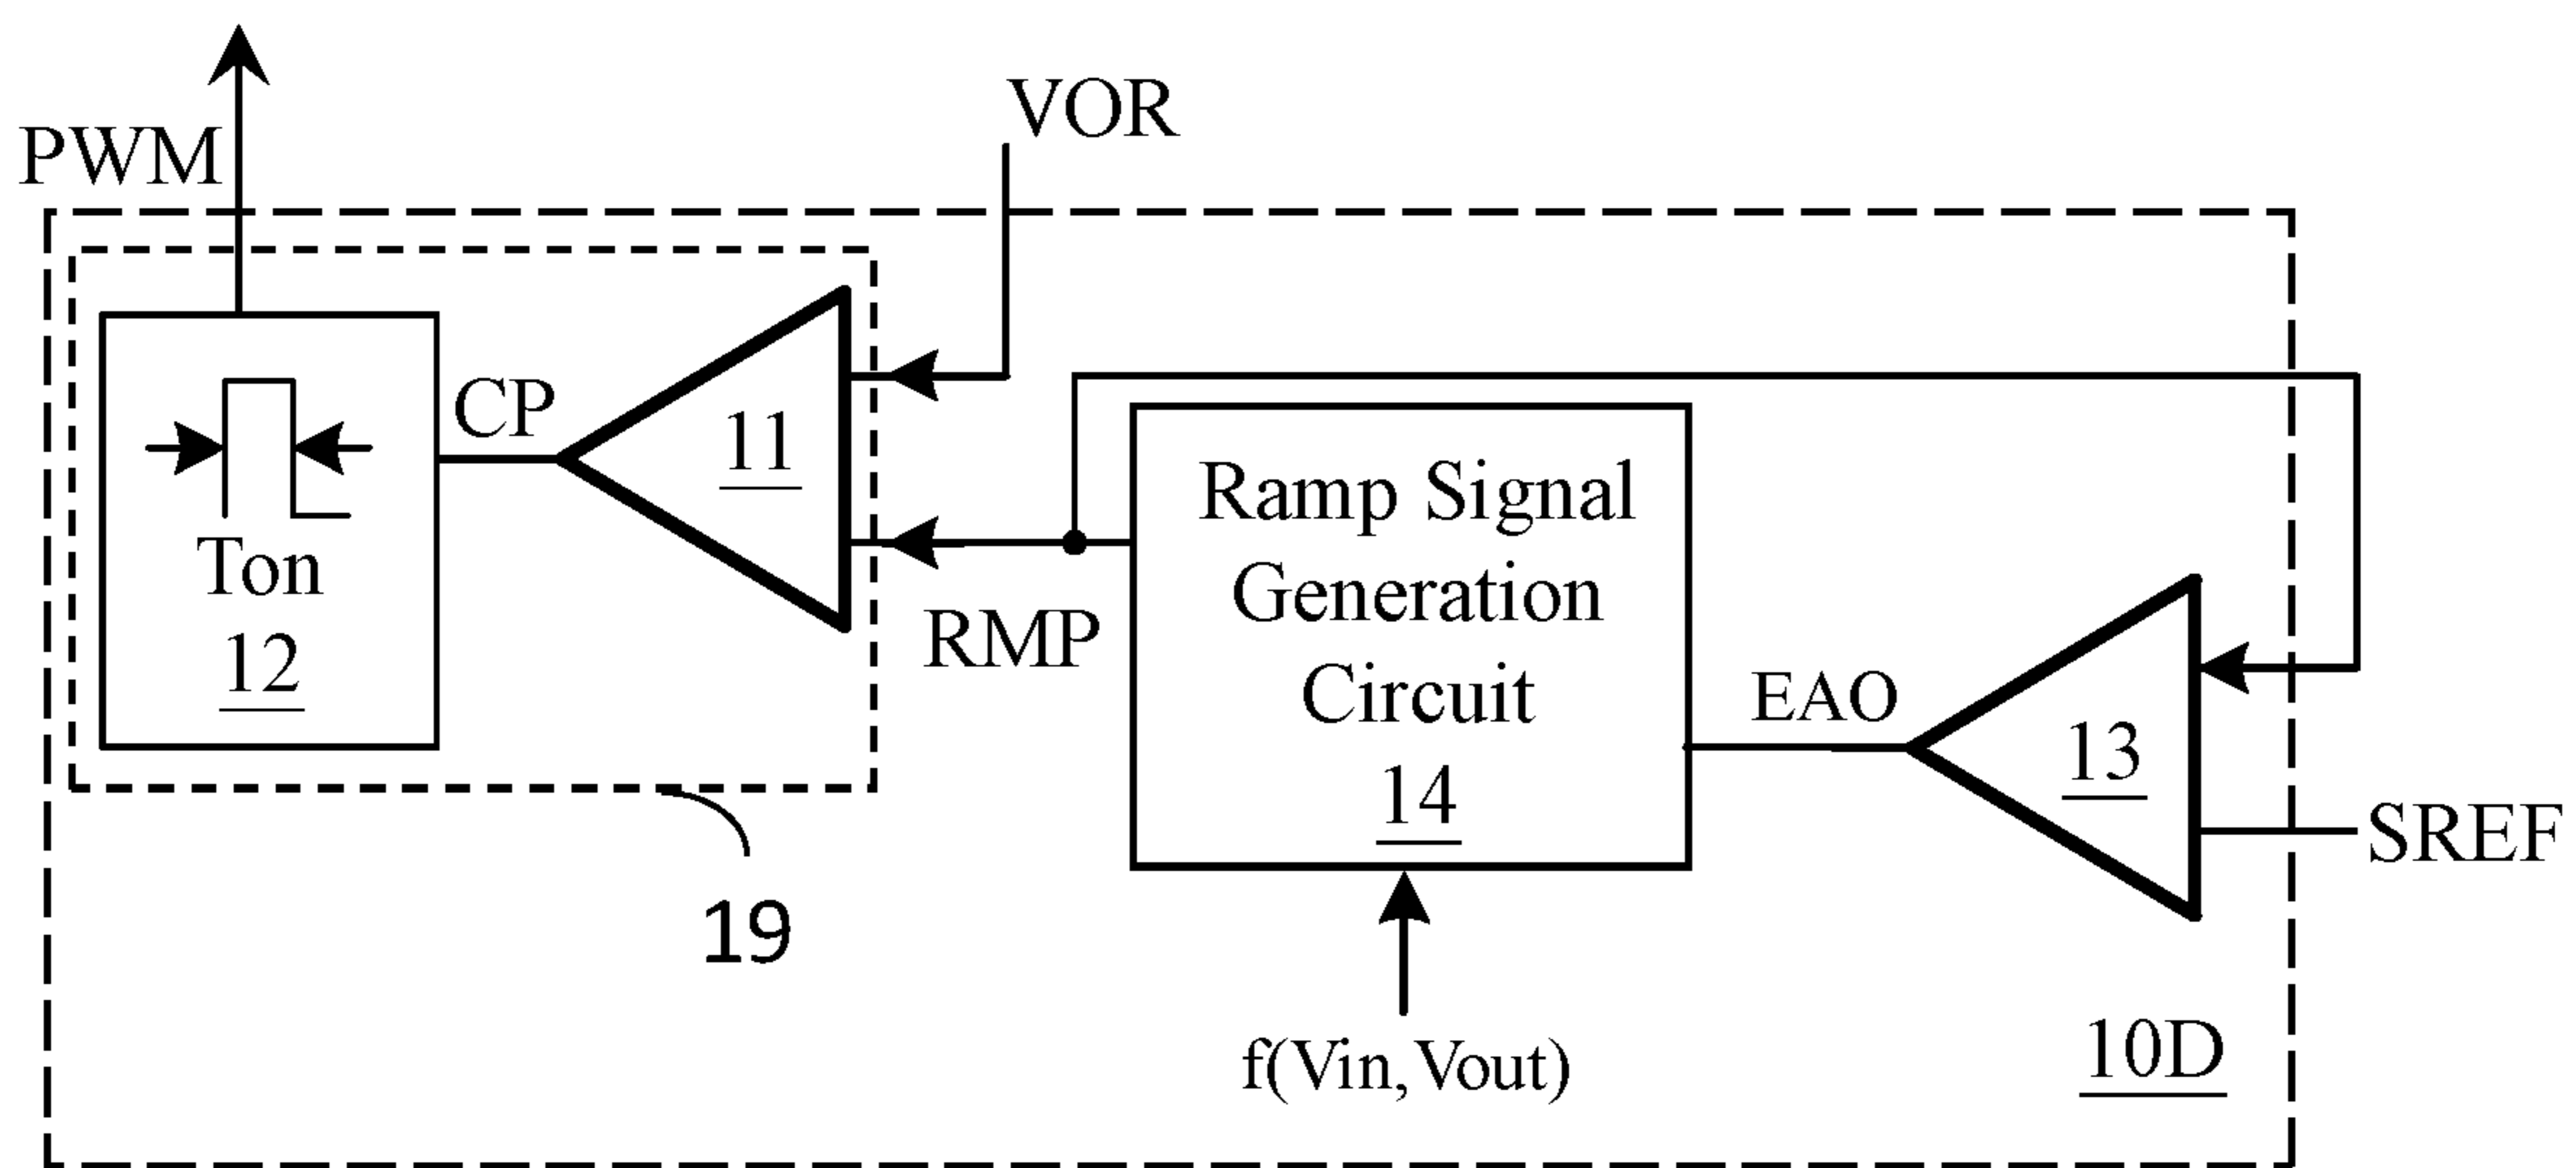 VOR
PWM
CP
11
Ramp Signal
Generation
Circuit
14
Ton
12
RMP
EAO
13
SREF
19
f(Vin,Vout)
10D